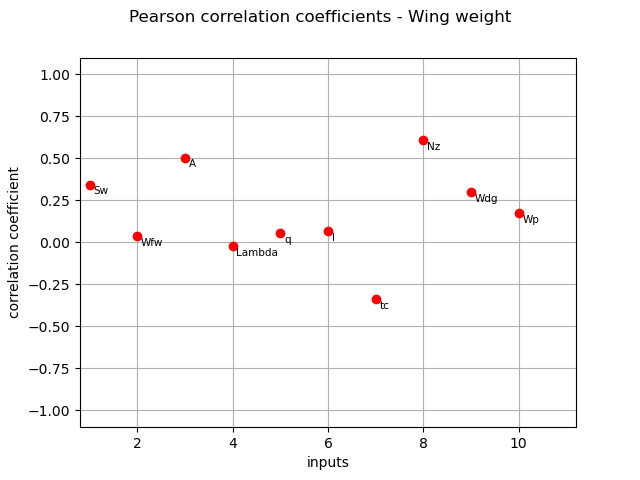 Pearson correlation coefficients - Wing weight
1.00
0.75
0.50
0.25
0.00
−0.25
−0.50
−0.75
−1.00
correlation coefficient
Sw
Wfw
A
Lambda
q
l
tc
Nz
Wdg
Wp
2 4 6 8 10
inputs